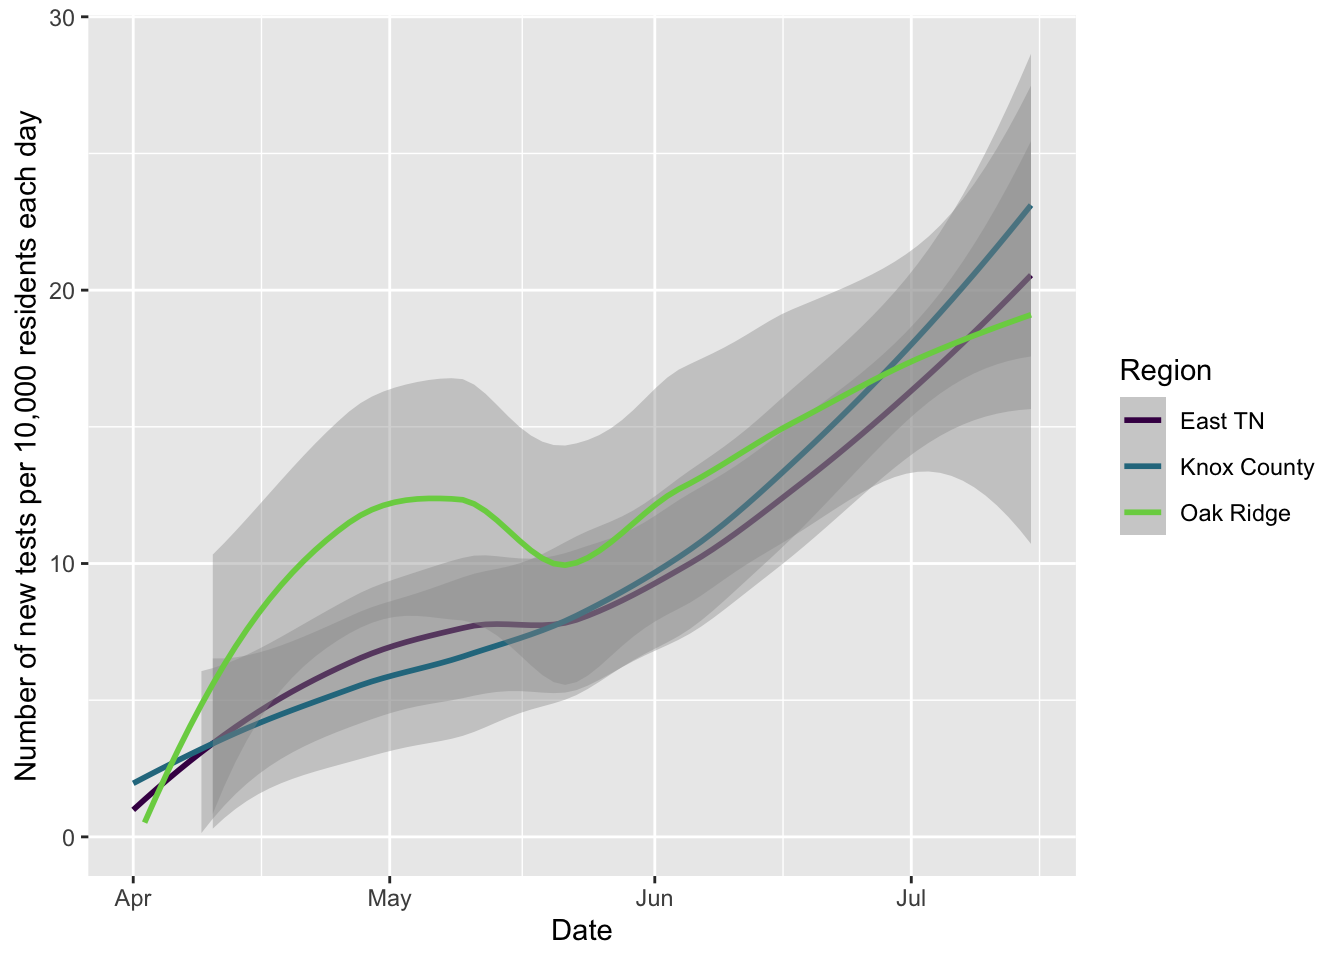 Number of new tests per 10,000 residents each day
30
20
10
0
Apr
May
Jun
Jul
Date
Region
East TN
Knox County
Oak Ridge